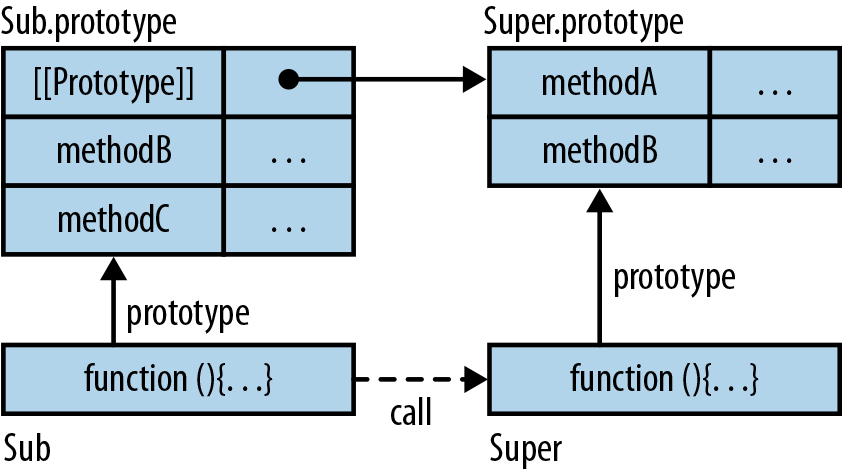 Sub.prototype
Super.prototype
[[Prototype]]
methodA ...
methodB ...
methodB ...
methodC ...
prototype
prototype
function (){...}
function (){...}
call
Sub
Super